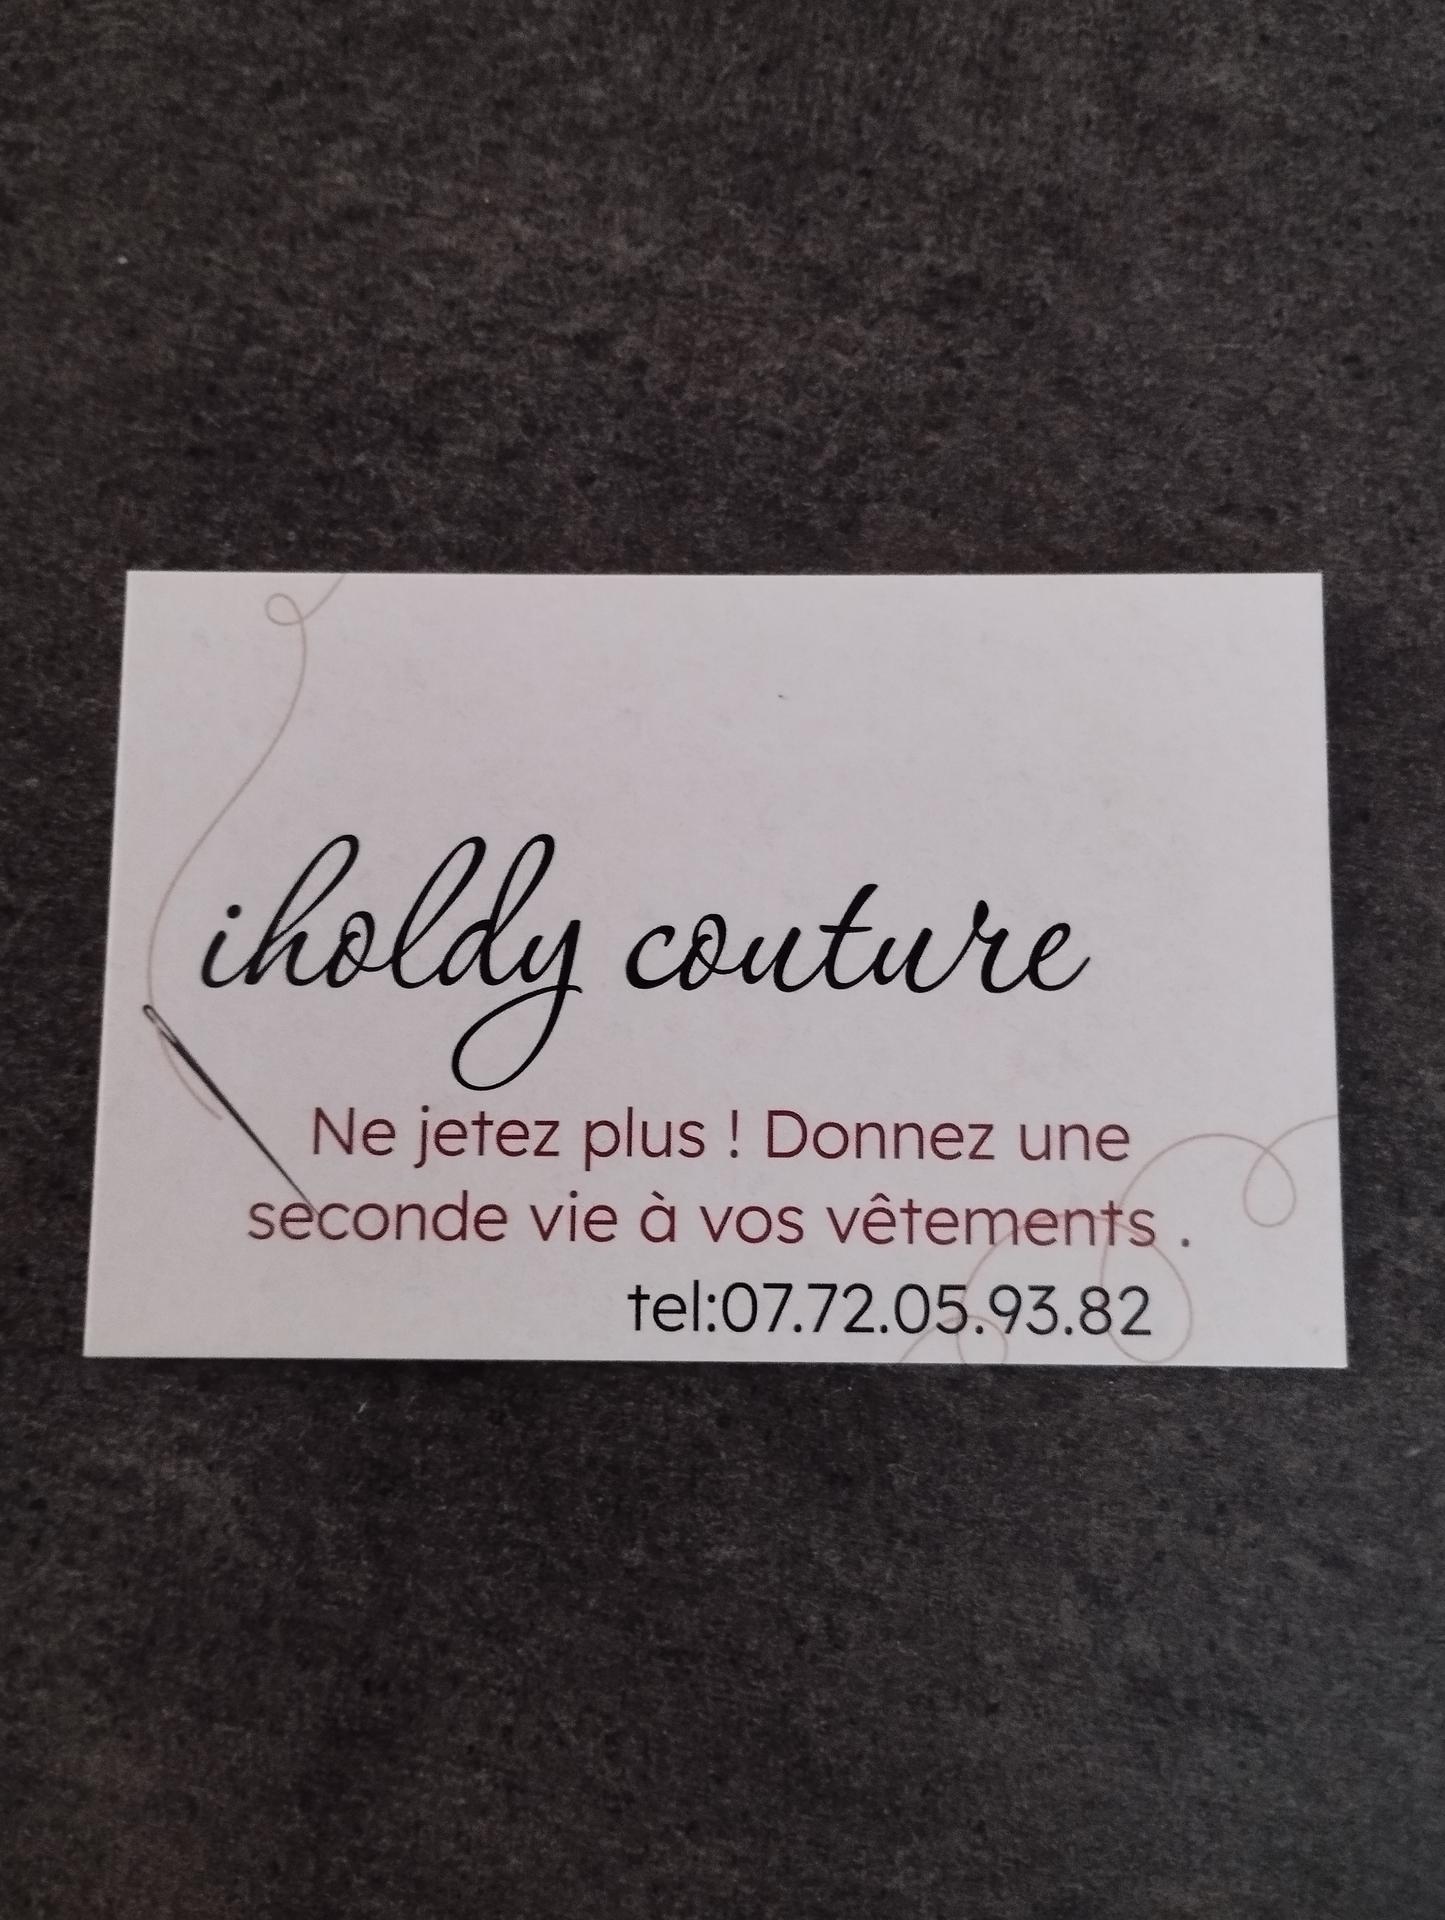 iholdy couture
Ne jetez plus ! Donnez une
seconde vie à vos vêtements .
tel:07.72.05.93.82